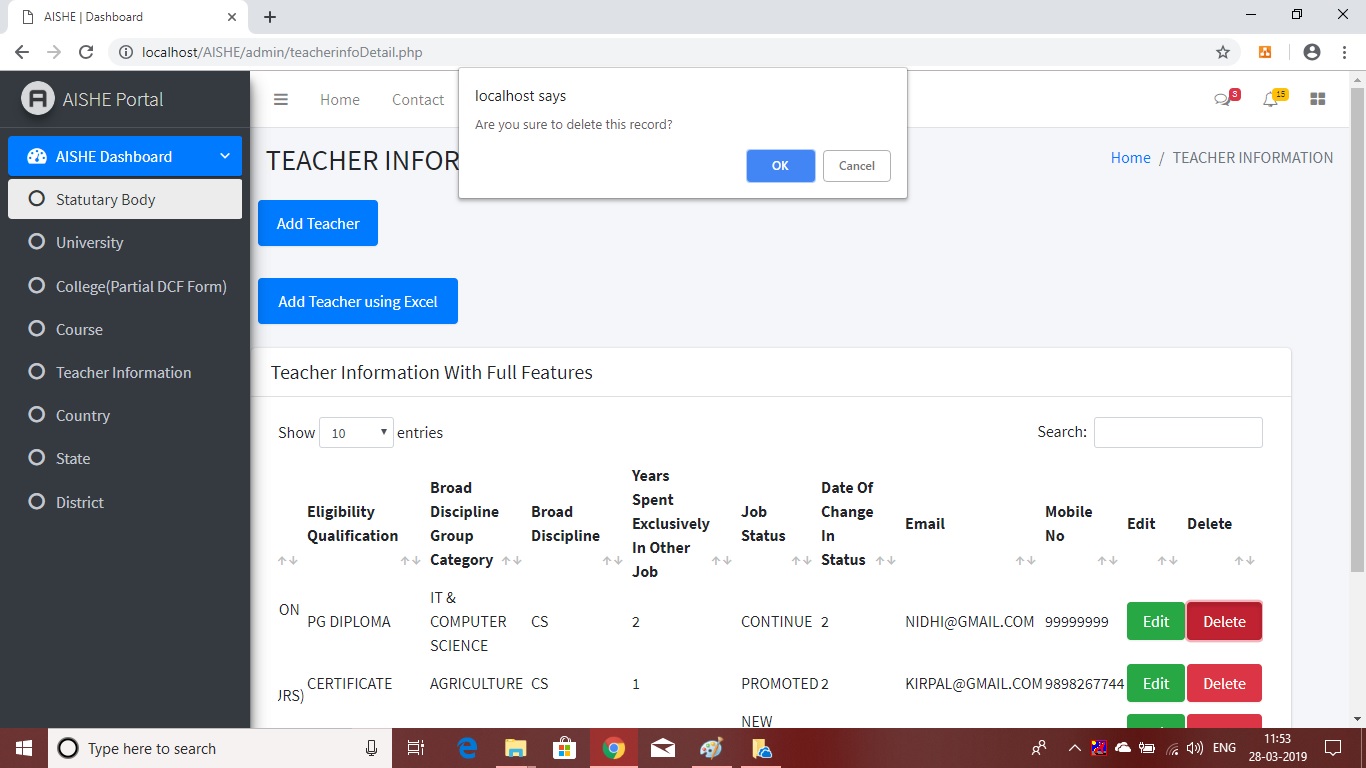 AISHE | Dashboard
localhost/AISHE/admin/teacherinfoDetail.php
AISHE Portal
Home Contact
3
15
localhost says
Are you sure to delete this record?
OK Cancel
AISHE Dashboard
Statutary Body
University
College(Partial DCF Form)
Course
Teacher Information
Country
State
District
TEACHER INFOR
Home / TEACHER INFORMATION
Add Teacher
Add Teacher using Excel
Teacher Information With Full Features
Show 10 entries
Search:
Eligibility Qualification
Broad Discipline Group Category
Broad Discipline
Years Spent Exclusively In Other Job
Job Status
Date Of Change In Status
Email
Mobile No
Edit
Delete
ON PG DIPLOMA IT & COMPUTER SCIENCE CS 2 CONTINUE 2 NIDHI@GMAIL.COM 99999999 Edit Delete
URS) CERTIFICATE AGRICULTURE CS 1 PROMOTED 2 KIRPAL@GMAIL.COM 9898267744 Edit Delete
NEW
Type here to search
ENG
11:53
28-03-2019